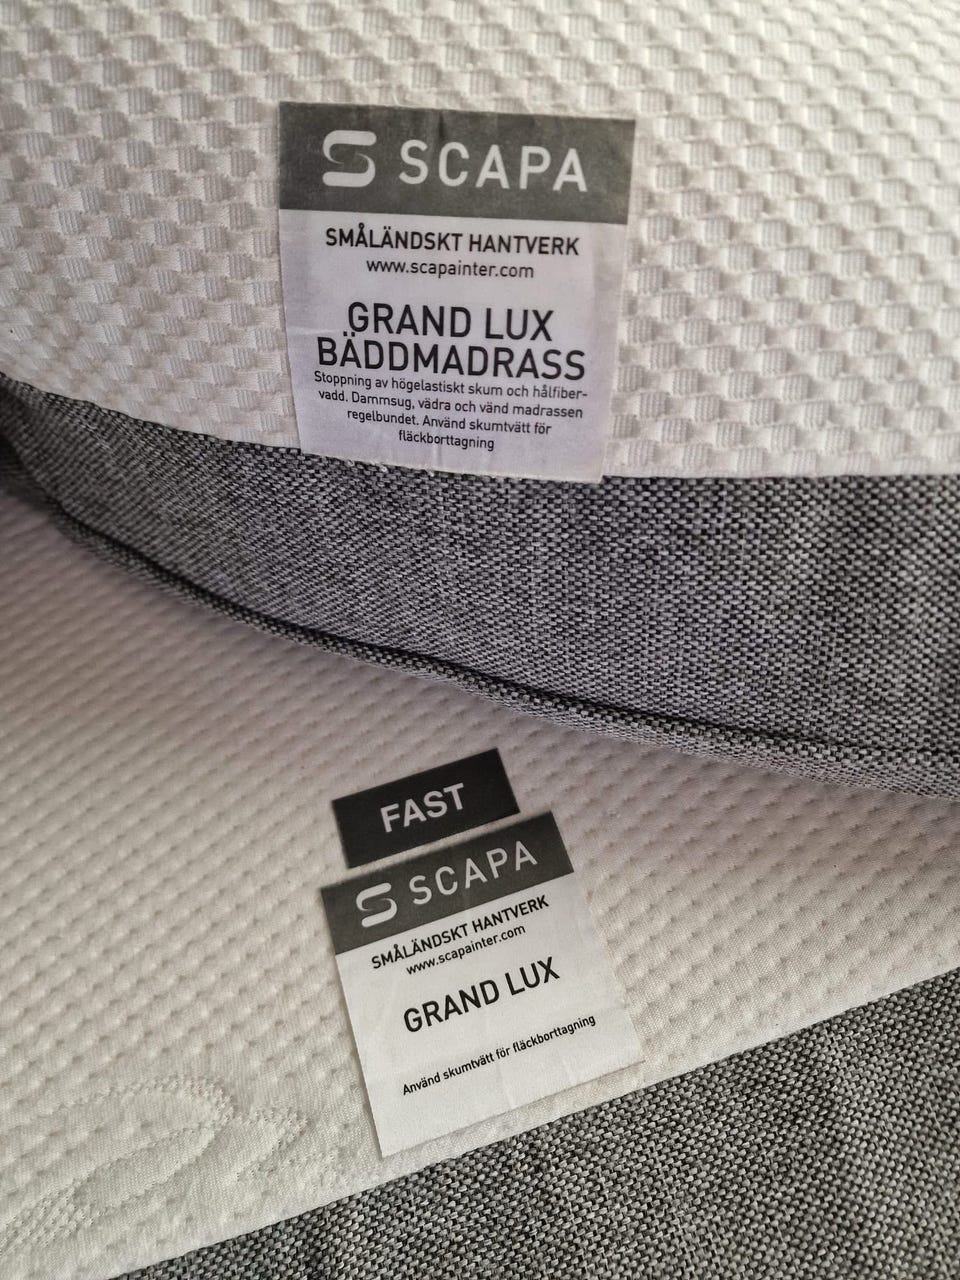 SCAPA
SMÅLÄNDSKT HANTVERK
www.scapainter.com
GRAND LUX
BÄDDMADRASS
Stoppning av högelastiskt skum och hålfiber-
vadd. Dammsug, vädra och vänd madrassen
regelbundet. Använd skumtvätt för
fläckborttagning
FAST
SCAPA
SMÅLÄNDSKT HANTVERK
www.scapainter.com
GRAND LUX
Använd skumtvätt för fläckborttagning